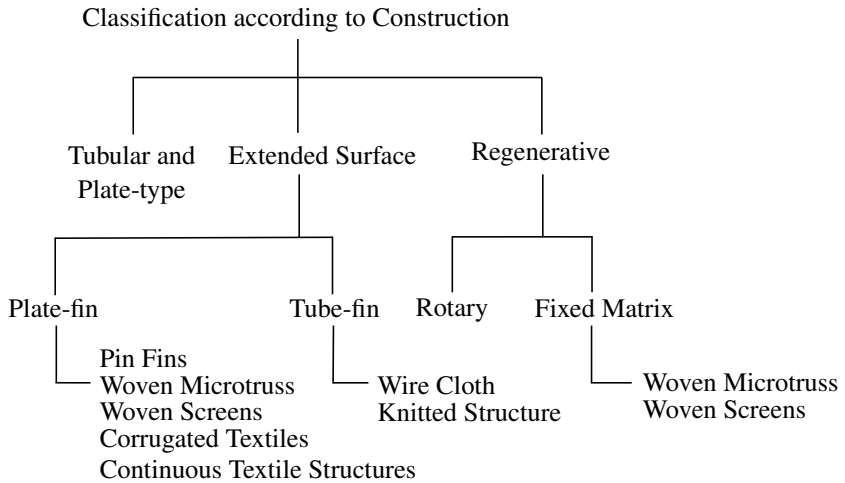 Classification according to Construction
Tubular and
Plate-type
Extended Surface
Regenerative
Plate-fin
Tube-fin
Rotary
Fixed Matrix
Pin Fins
Woven Microtruss
Woven Screens
Corrugated Textiles
Continuous Textile Structures
Wire Cloth
Knitted Structure
Woven Microtruss
Woven Screens